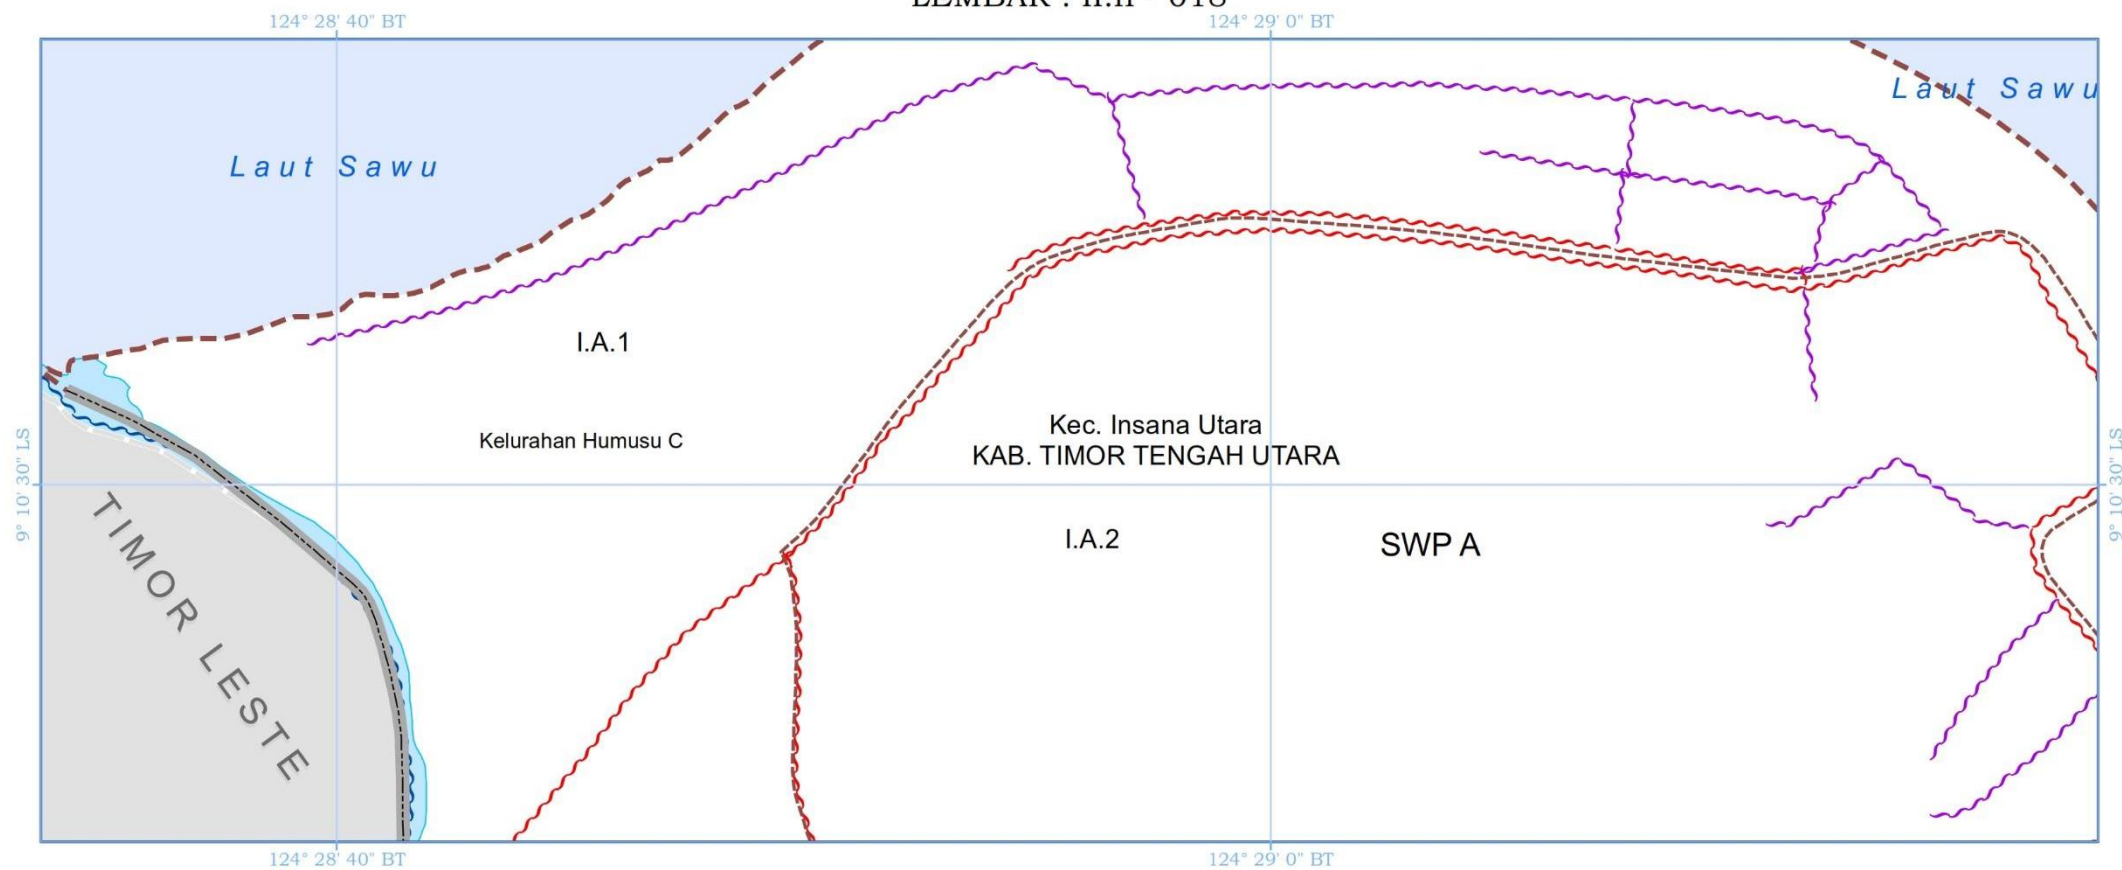 124° 28' 40" BT
124° 29' 0" BT
Laut Sawu
Laut Sawu
I.A.1
Kec. Insana Utara
Kelurahan Humusu C
KAB. TIMOR TENGAH UTARA
9° 10' 30" LS
9° 10' 30" LS
I.A.2
SWP A
TIMOR LESTE
124° 28' 40" BT
124° 29' 0" BT